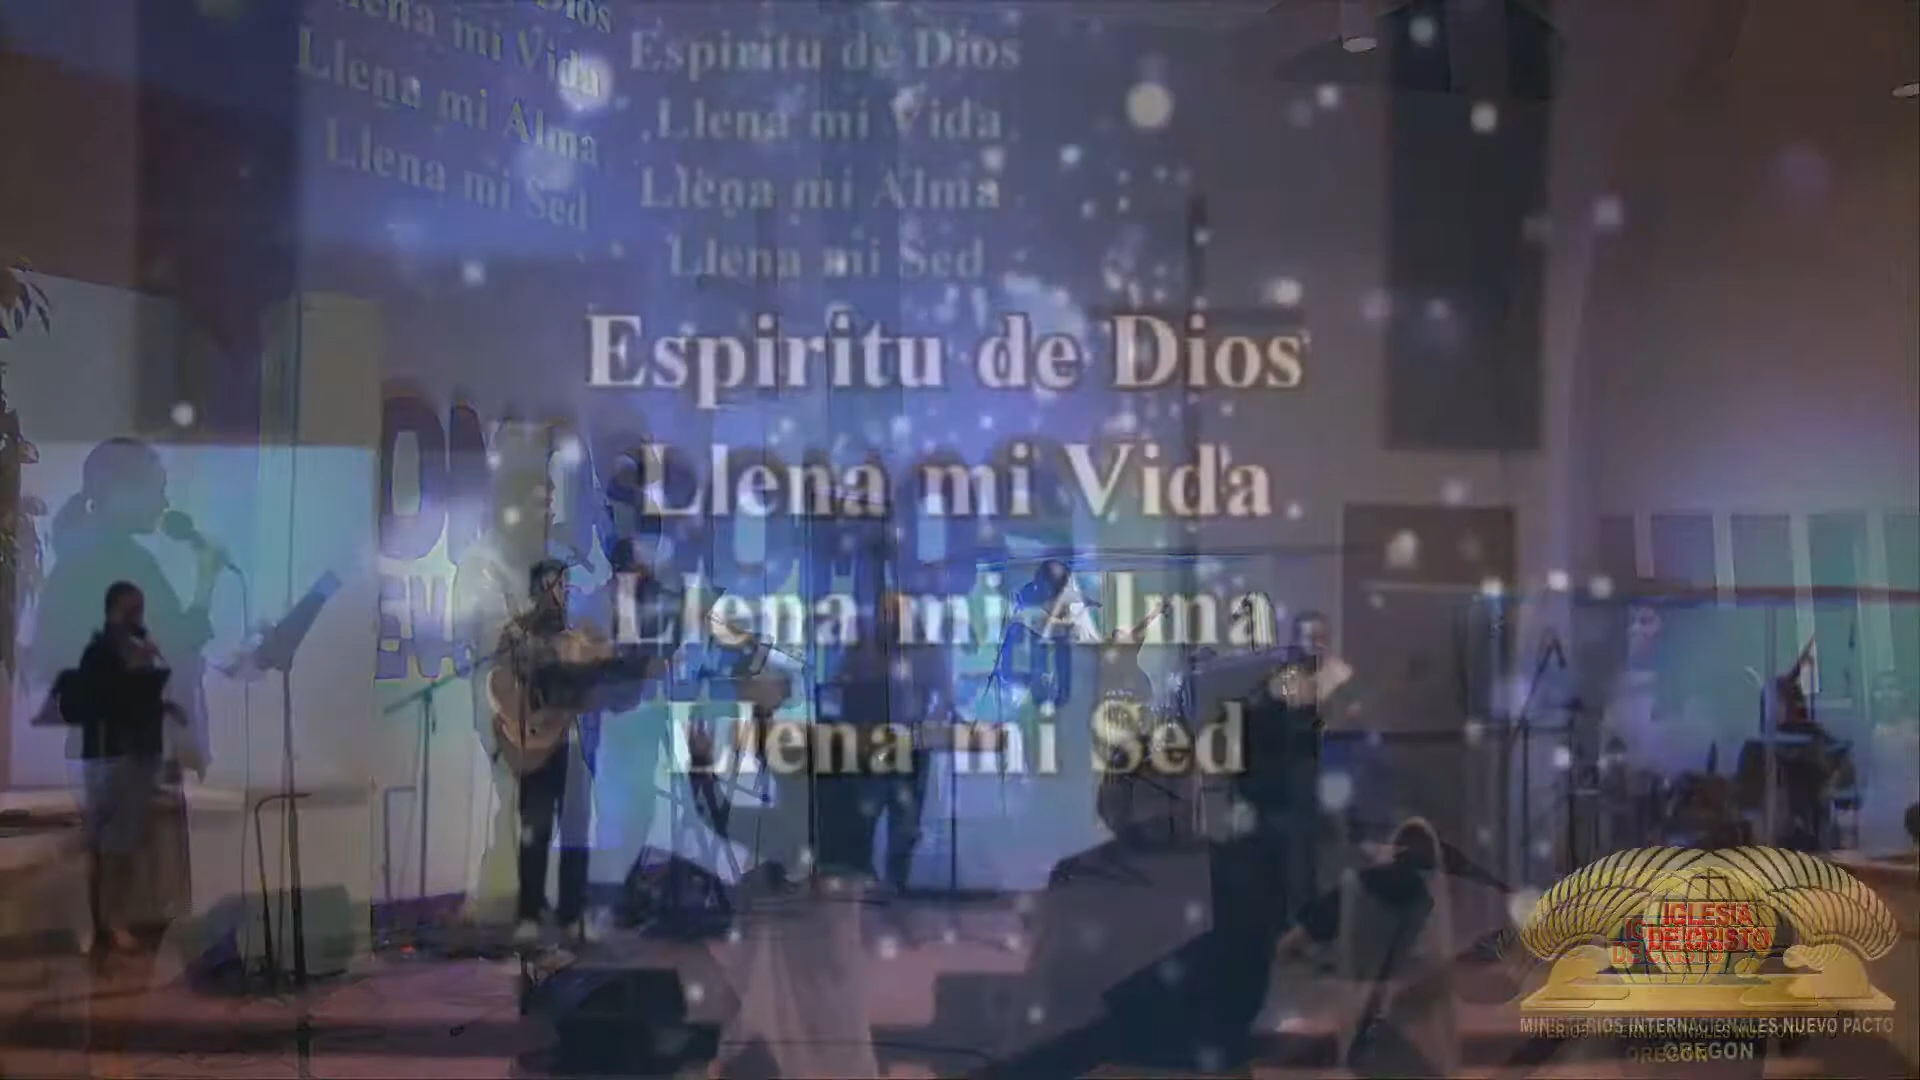 Dios
Llena mi Vida
Llena mi Alma
Llena mi Sed
Espiritu de Dios
Llena mi Vida
Llena mi Alma
Llena mi Sed
Espiritu de Dios
Llena mi Vida
Llena mi Alma
Llena mi Sed
IGLESIA
DE CRISTO
DE CRISTO
MINISTERIOS INTERNACIONALES NUEVO PACTO
OREGON
OREGON